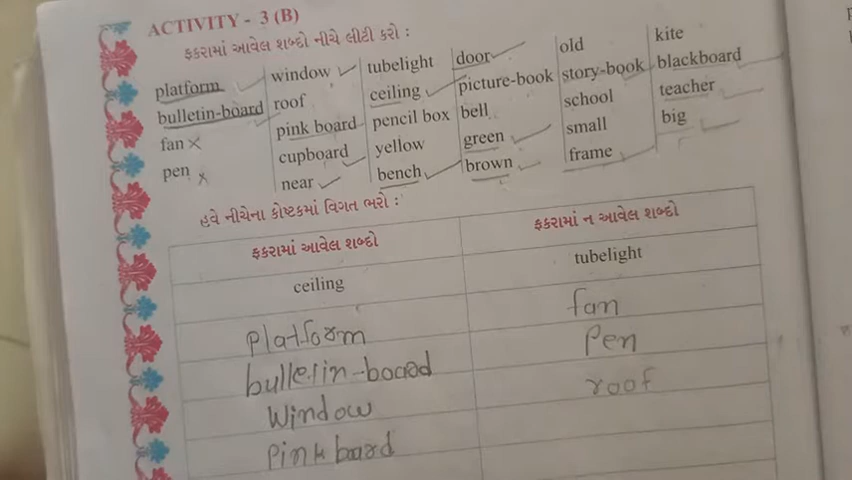 ACTIVITY - 3 (B)
ફકરામાં આવેલ શબ્દો નીચે લીટી કરો :
platform window tubelight door old kite
bulletin-board roof ceiling picture-book story-book blackboard
fan pink board pencil box bell school teacher
pen cupboard yellow green small big
near bench brown frame
હવે નીચેના કોષ્ટકમાં વિગત ભરો :
ફકરામાં આવેલ શબ્દો ફકરામાં ન આવેલ શબ્દો
ceiling tubelight
Platform fan
bulletin-board Pen
Window roof
Pink board